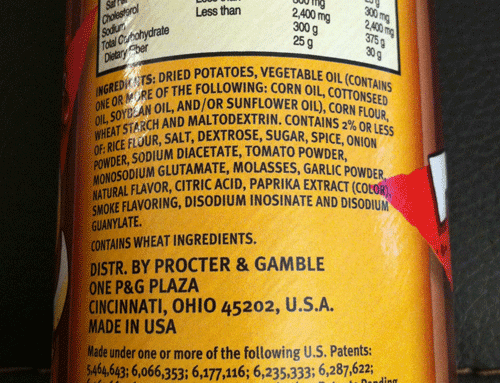 Cholesterol 300 mg 300 mg
Sodium Less than 2,400 mg 2,400 mg
Total Carbohydrate 300 g 375 g
Dietary Fiber 25 g 30 g
INGREDIENTS: DRIED POTATOES, VEGETABLE OIL (CONTAINS
ONE OR MORE OF THE FOLLOWING: CORN OIL, COTTONSEED
OIL, SOYBEAN OIL, AND/OR SUNFLOWER OIL), CORN FLOUR,
WHEAT STARCH AND MALTODEXTRIN. CONTAINS 2% OR LESS
OF: RICE FLOUR, SALT, DEXTROSE, SUGAR, SPICE, ONION
POWDER, SODIUM DIACETATE, TOMATO POWDER,
MONOSODIUM GLUTAMATE, MOLASSES, GARLIC POWDER,
NATURAL FLAVOR, CITRIC ACID, PAPRIKA EXTRACT (COLOR),
SMOKE FLAVORING, DISODIUM INOSINATE AND DISODIUM
GUANYLATE.
CONTAINS WHEAT INGREDIENTS.
DISTR. BY PROCTER & GAMBLE
ONE P&G PLAZA
CINCINNATI, OHIO 45202, U.S.A.
MADE IN USA
Made under one or more of the following U.S. Patents:
5,464,643; 6,066,353; 6,177,116; 6,235,333; 6,287,622;